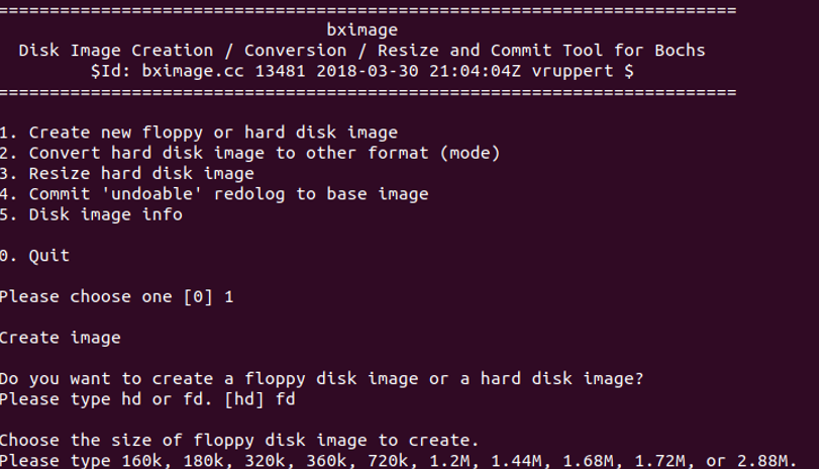 ========================================================================
bximage
Disk Image Creation / Conversion / Resize and Commit Tool for Bochs
$Id: bximage.cc 13481 2018-03-30 21:04:04Z vruppert $
========================================================================
1. Create new floppy or hard disk image
2. Convert hard disk image to other format (mode)
3. Resize hard disk image
4. Commit 'undoable' redolog to base image
5. Disk image info
0. Quit
Please choose one [0] 1
Create image
Do you want to create a floppy disk image or a hard disk image?
Please type hd or fd. [hd] fd
Choose the size of floppy disk image to create.
Please type 160k, 180k, 320k, 360k, 720k, 1.2M, 1.44M, 1.68M, 1.72M, or 2.88M.